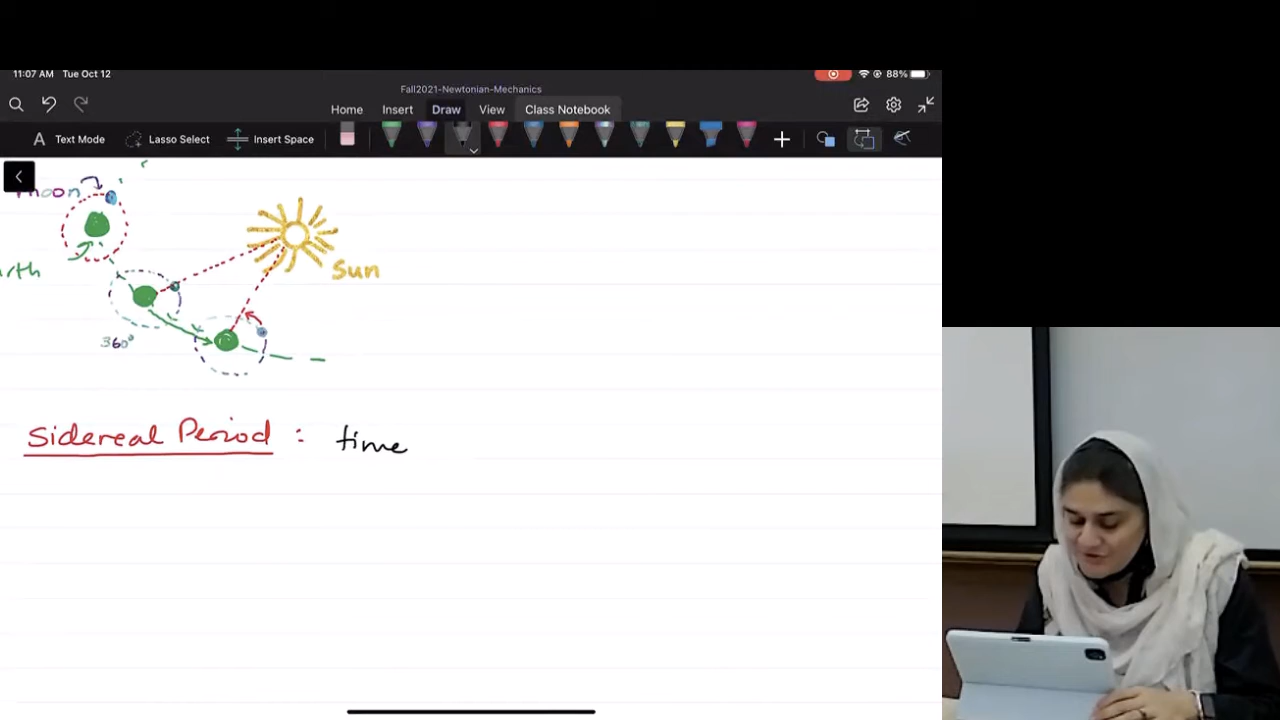 11:07 AM Tue Oct 12
88%
Fall2021-Newtonian-Mechanics
Home Insert Draw View Class Notebook
A Text Mode Lasso Select Insert Space
moon
rth
Sun
360°
Sidereal Period : time